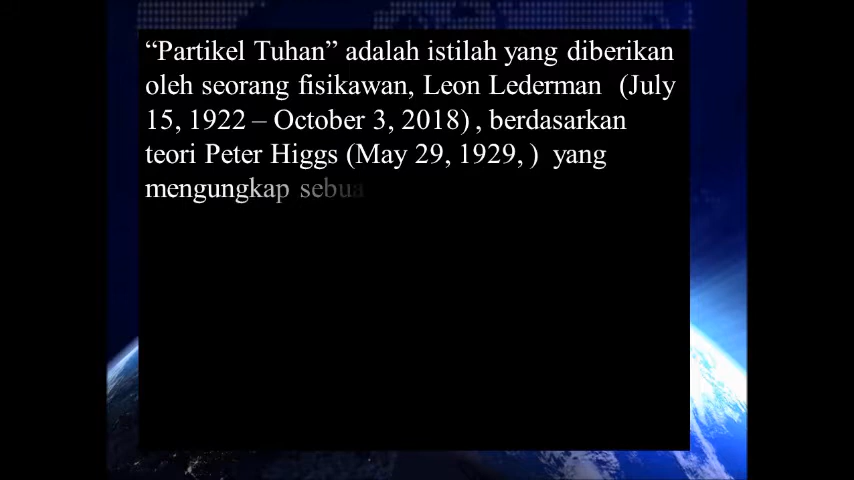 “Partikel Tuhan” adalah istilah yang diberikan
oleh seorang fisikawan, Leon Lederman (July
15, 1922 – October 3, 2018) , berdasarkan
teori Peter Higgs (May 29, 1929, ) yang
mengungkap sebua